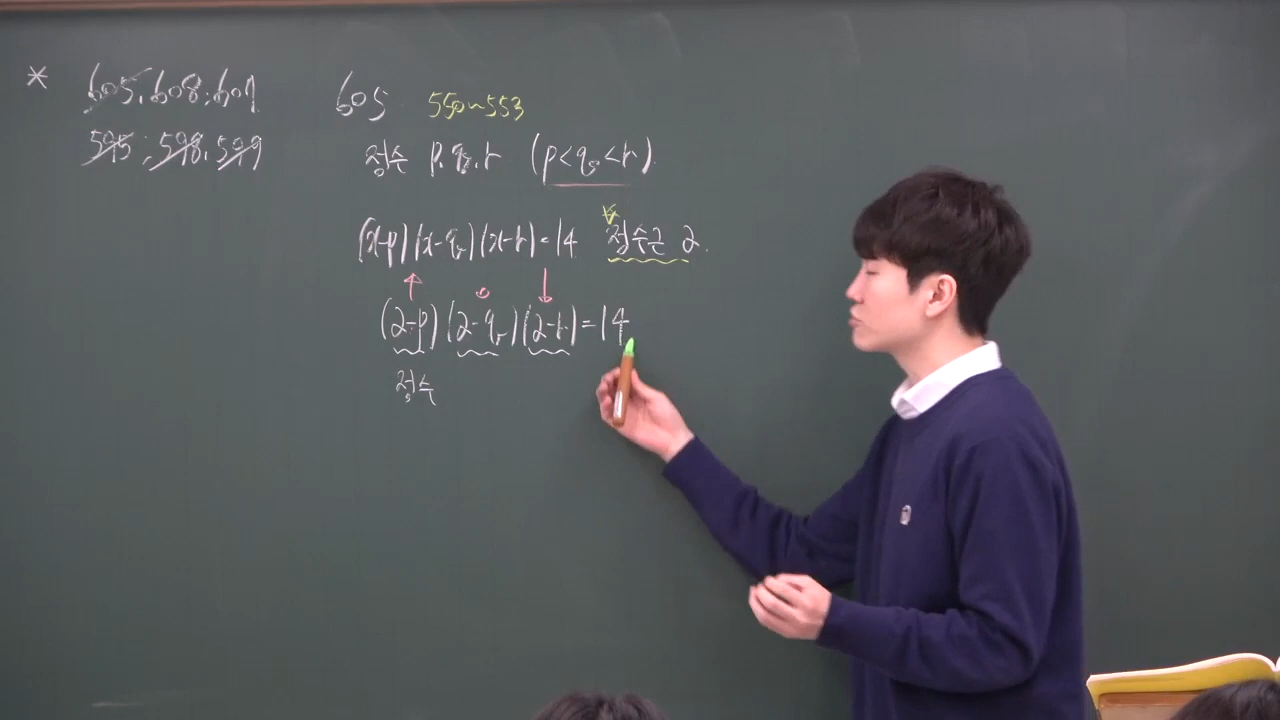 * 605, 608, 609
595, 598, 599
605 550~553
정수 p, q, r (p<q<r)
(x-p)(x-q)(x-r)=14 정수근 2.
(2-p)(2-q)(2-r)=14
정수